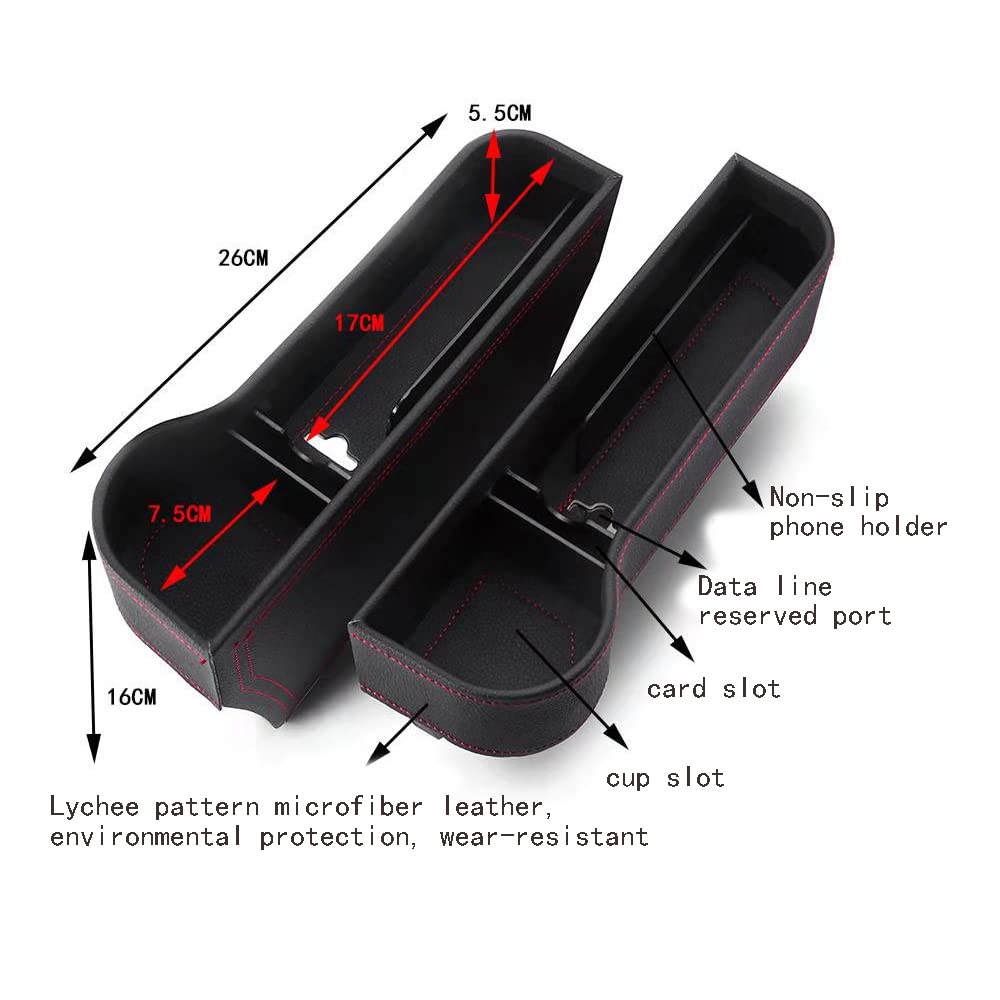 5.5CM
26CM
17CM
7.5CM
16CM
Non-slip
phone holder
Data line
reserved port
card slot
cup slot
Lychee pattern microfiber leather,
environmental protection, wear-resistant